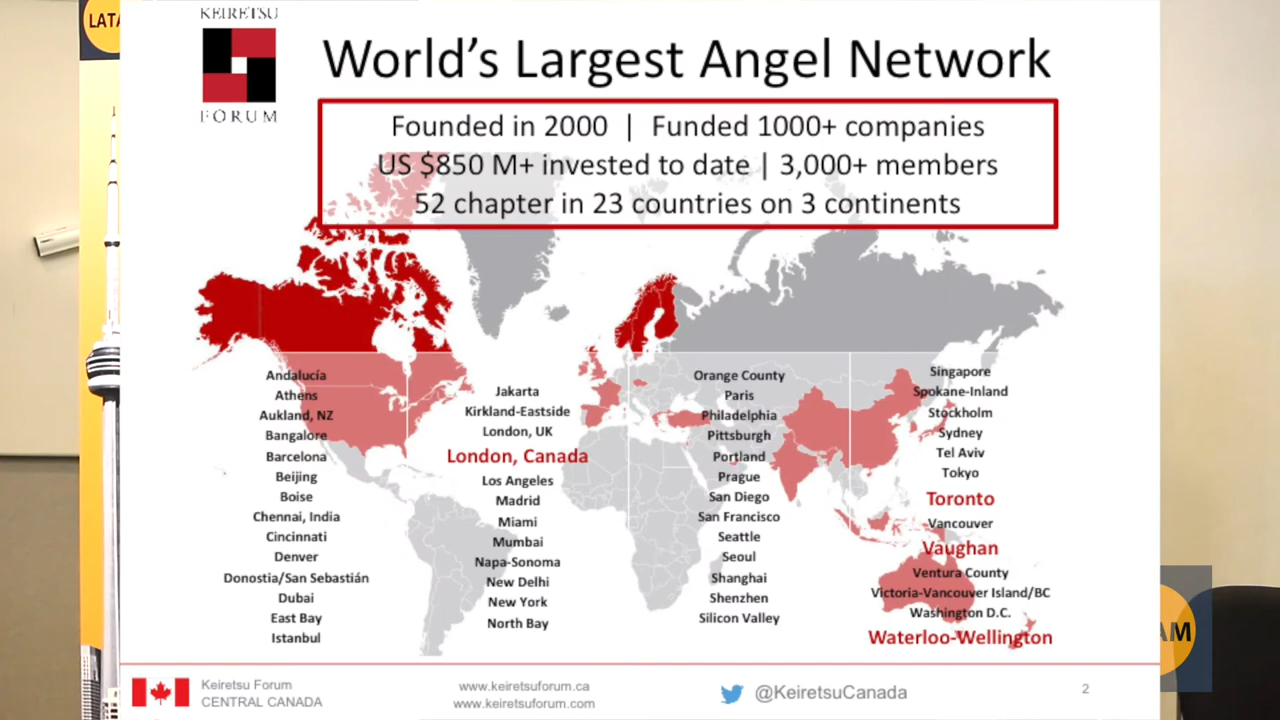 LATA
KEIRETSU
FORUM
World's Largest Angel Network
Founded in 2000 | Funded 1000+ companies
US $850 M+ invested to date | 3,000+ members
52 chapter in 23 countries on 3 continents
Andalucía
Athens
Aukland, NZ
Bangalore
Barcelona
Beijing
Boise
Chennai, India
Cincinnati
Denver
Donostia/San Sebastián
Dubai
East Bay
Istanbul
Jakarta
Kirkland-Eastside
London, UK
London, Canada
Los Angeles
Madrid
Miami
Mumbai
Napa-Sonoma
New Delhi
New York
North Bay
Orange County
Paris
Philadelphia
Pittsburgh
Portland
Prague
San Diego
San Francisco
Seattle
Seoul
Shanghai
Shenzhen
Silicon Valley
Singapore
Spokane-Inland
Stockholm
Sydney
Tel Aviv
Tokyo
Toronto
Vancouver
Vaughan
Ventura County
Victoria-Vancouver Island/BC
Washington D.C.
Waterloo-Wellington
AM
Keiretsu Forum
CENTRAL CANADA
www.keiretsuforum.ca
www.keiretsuforum.com
@KeiretsuCanada
2